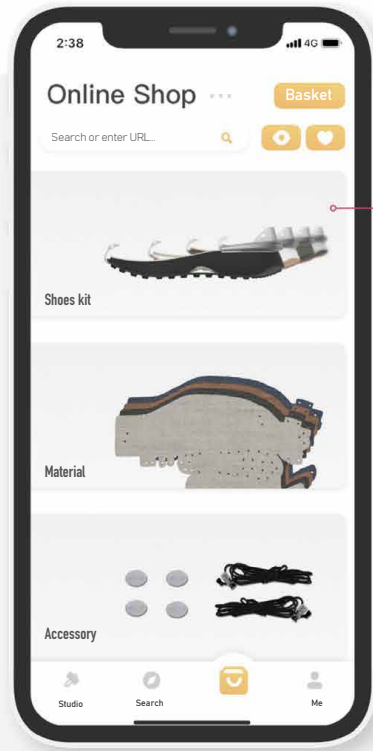 2:38
4G
Online Shop ...
Basket
Search or enter URL...
Shoes kit
Material
Accessory
Studio
Search
Me